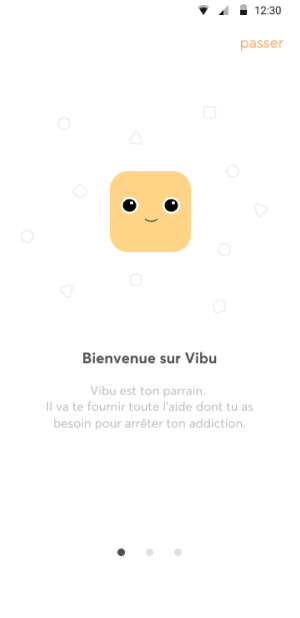 12:30
passer
Bienvenue sur Vibu
Vibu est ton parrain.
Il va te fournir toute l'aide dont tu as
besoin pour arrêter ton addiction.